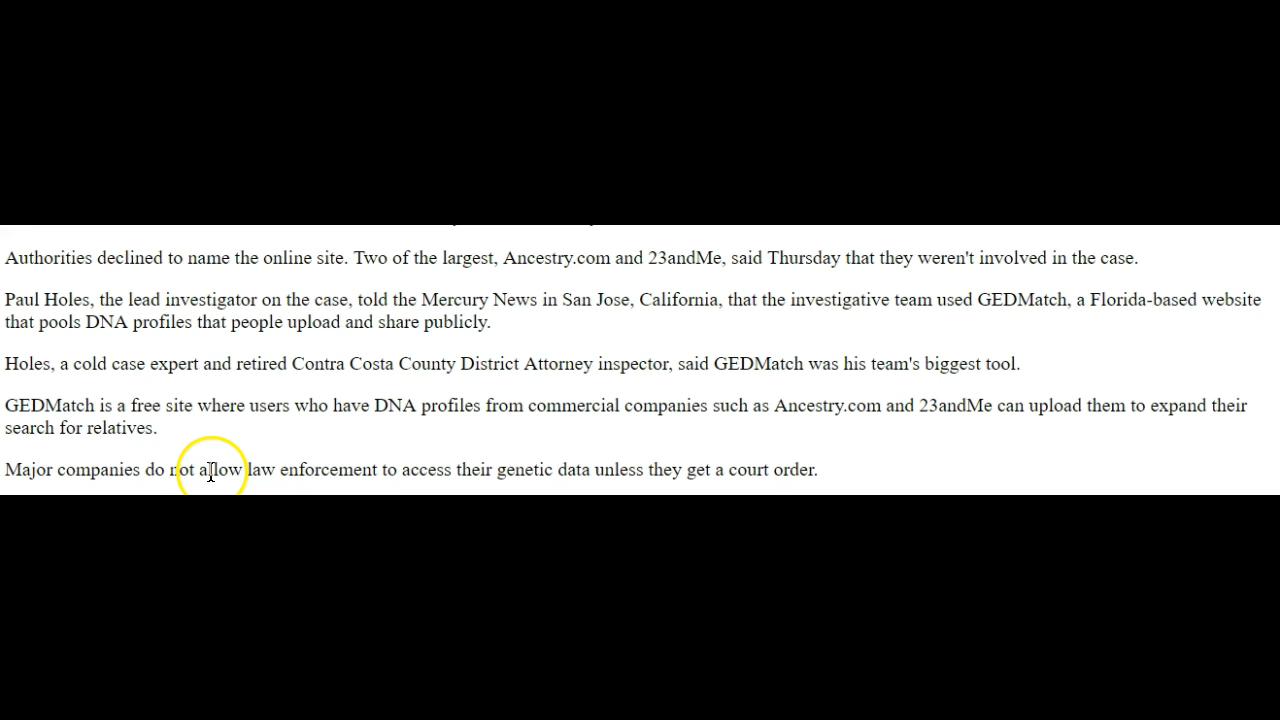 Authorities declined to name the online site. Two of the largest, Ancestry.com and 23andMe, said Thursday that they weren't involved in the case.
Paul Holes, the lead investigator on the case, told the Mercury News in San Jose, California, that the investigative team used GEDMatch, a Florida-based website
that pools DNA profiles that people upload and share publicly.
Holes, a cold case expert and retired Contra Costa County District Attorney inspector, said GEDMatch was his team's biggest tool.
GEDMatch is a free site where users who have DNA profiles from commercial companies such as Ancestry.com and 23andMe can upload them to expand their
search for relatives.
Major companies do not allow law enforcement to access their genetic data unless they get a court order.